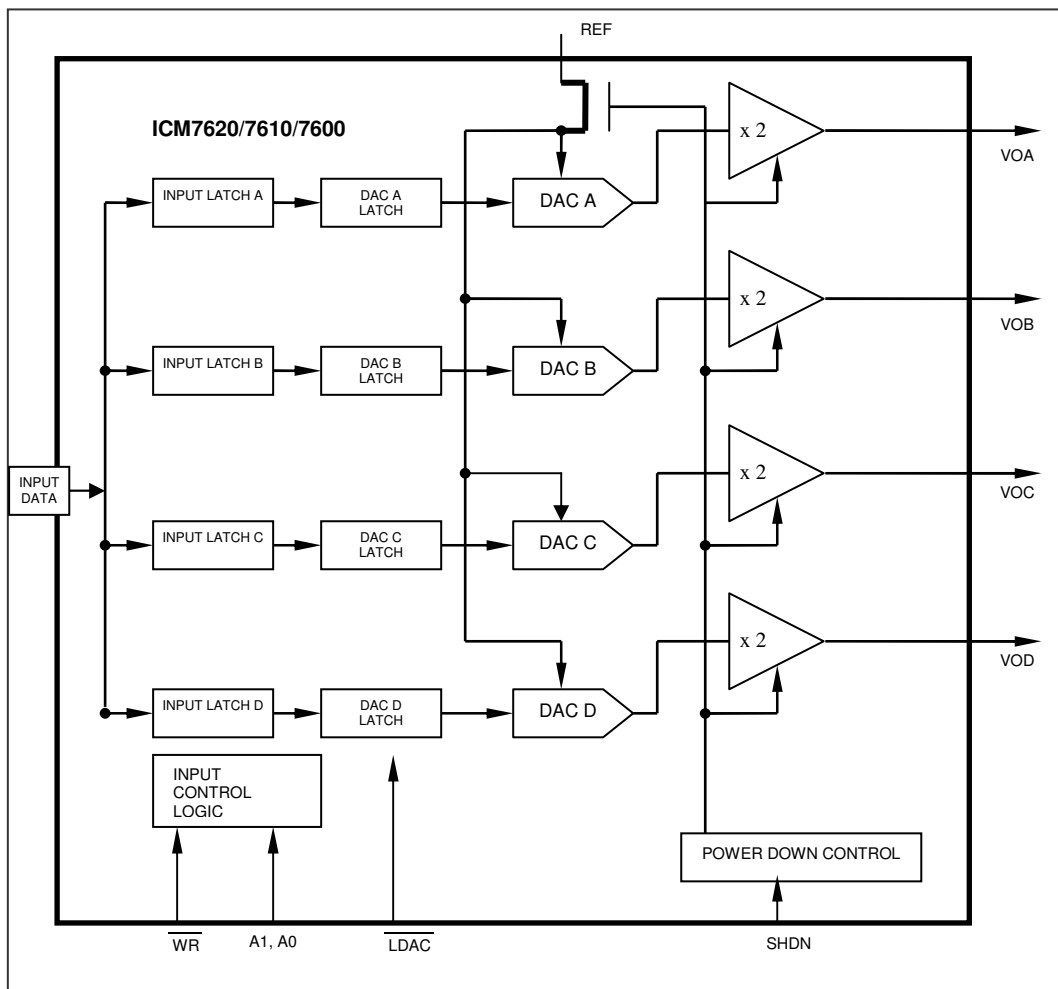 REF
ICM7620/7610/7600
x 2
VOA
INPUT LATCH A
DAC A
LATCH
DAC A
x 2
VOB
INPUT LATCH B
DAC B
LATCH
DAC B
x 2
VOC
INPUT
DATA
INPUT LATCH C
DAC C
LATCH
DAC C
x 2
VOD
INPUT LATCH D
DAC D
LATCH
DAC D
INPUT
CONTROL
LOGIC
POWER DOWN CONTROL
WR
A1, A0
LDAC
SHDN